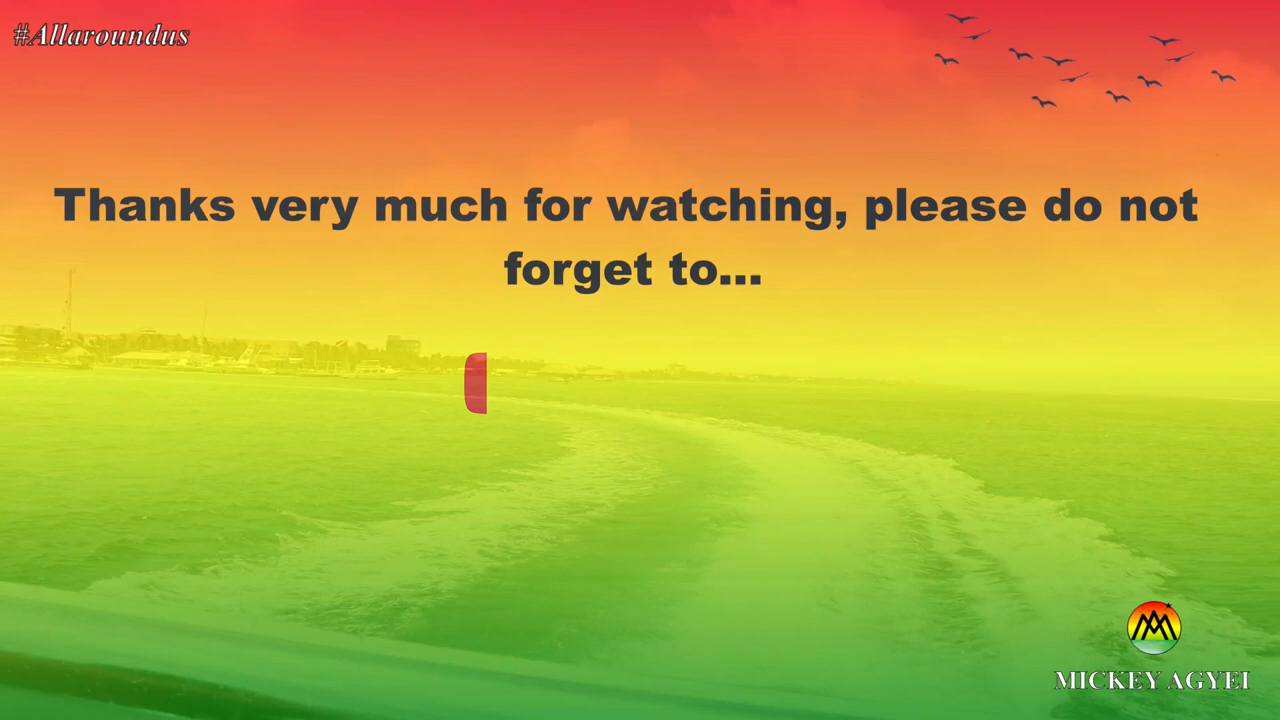 #Allaroundus
Thanks very much for watching, please do not
forget to...
MICKEY AGYEI